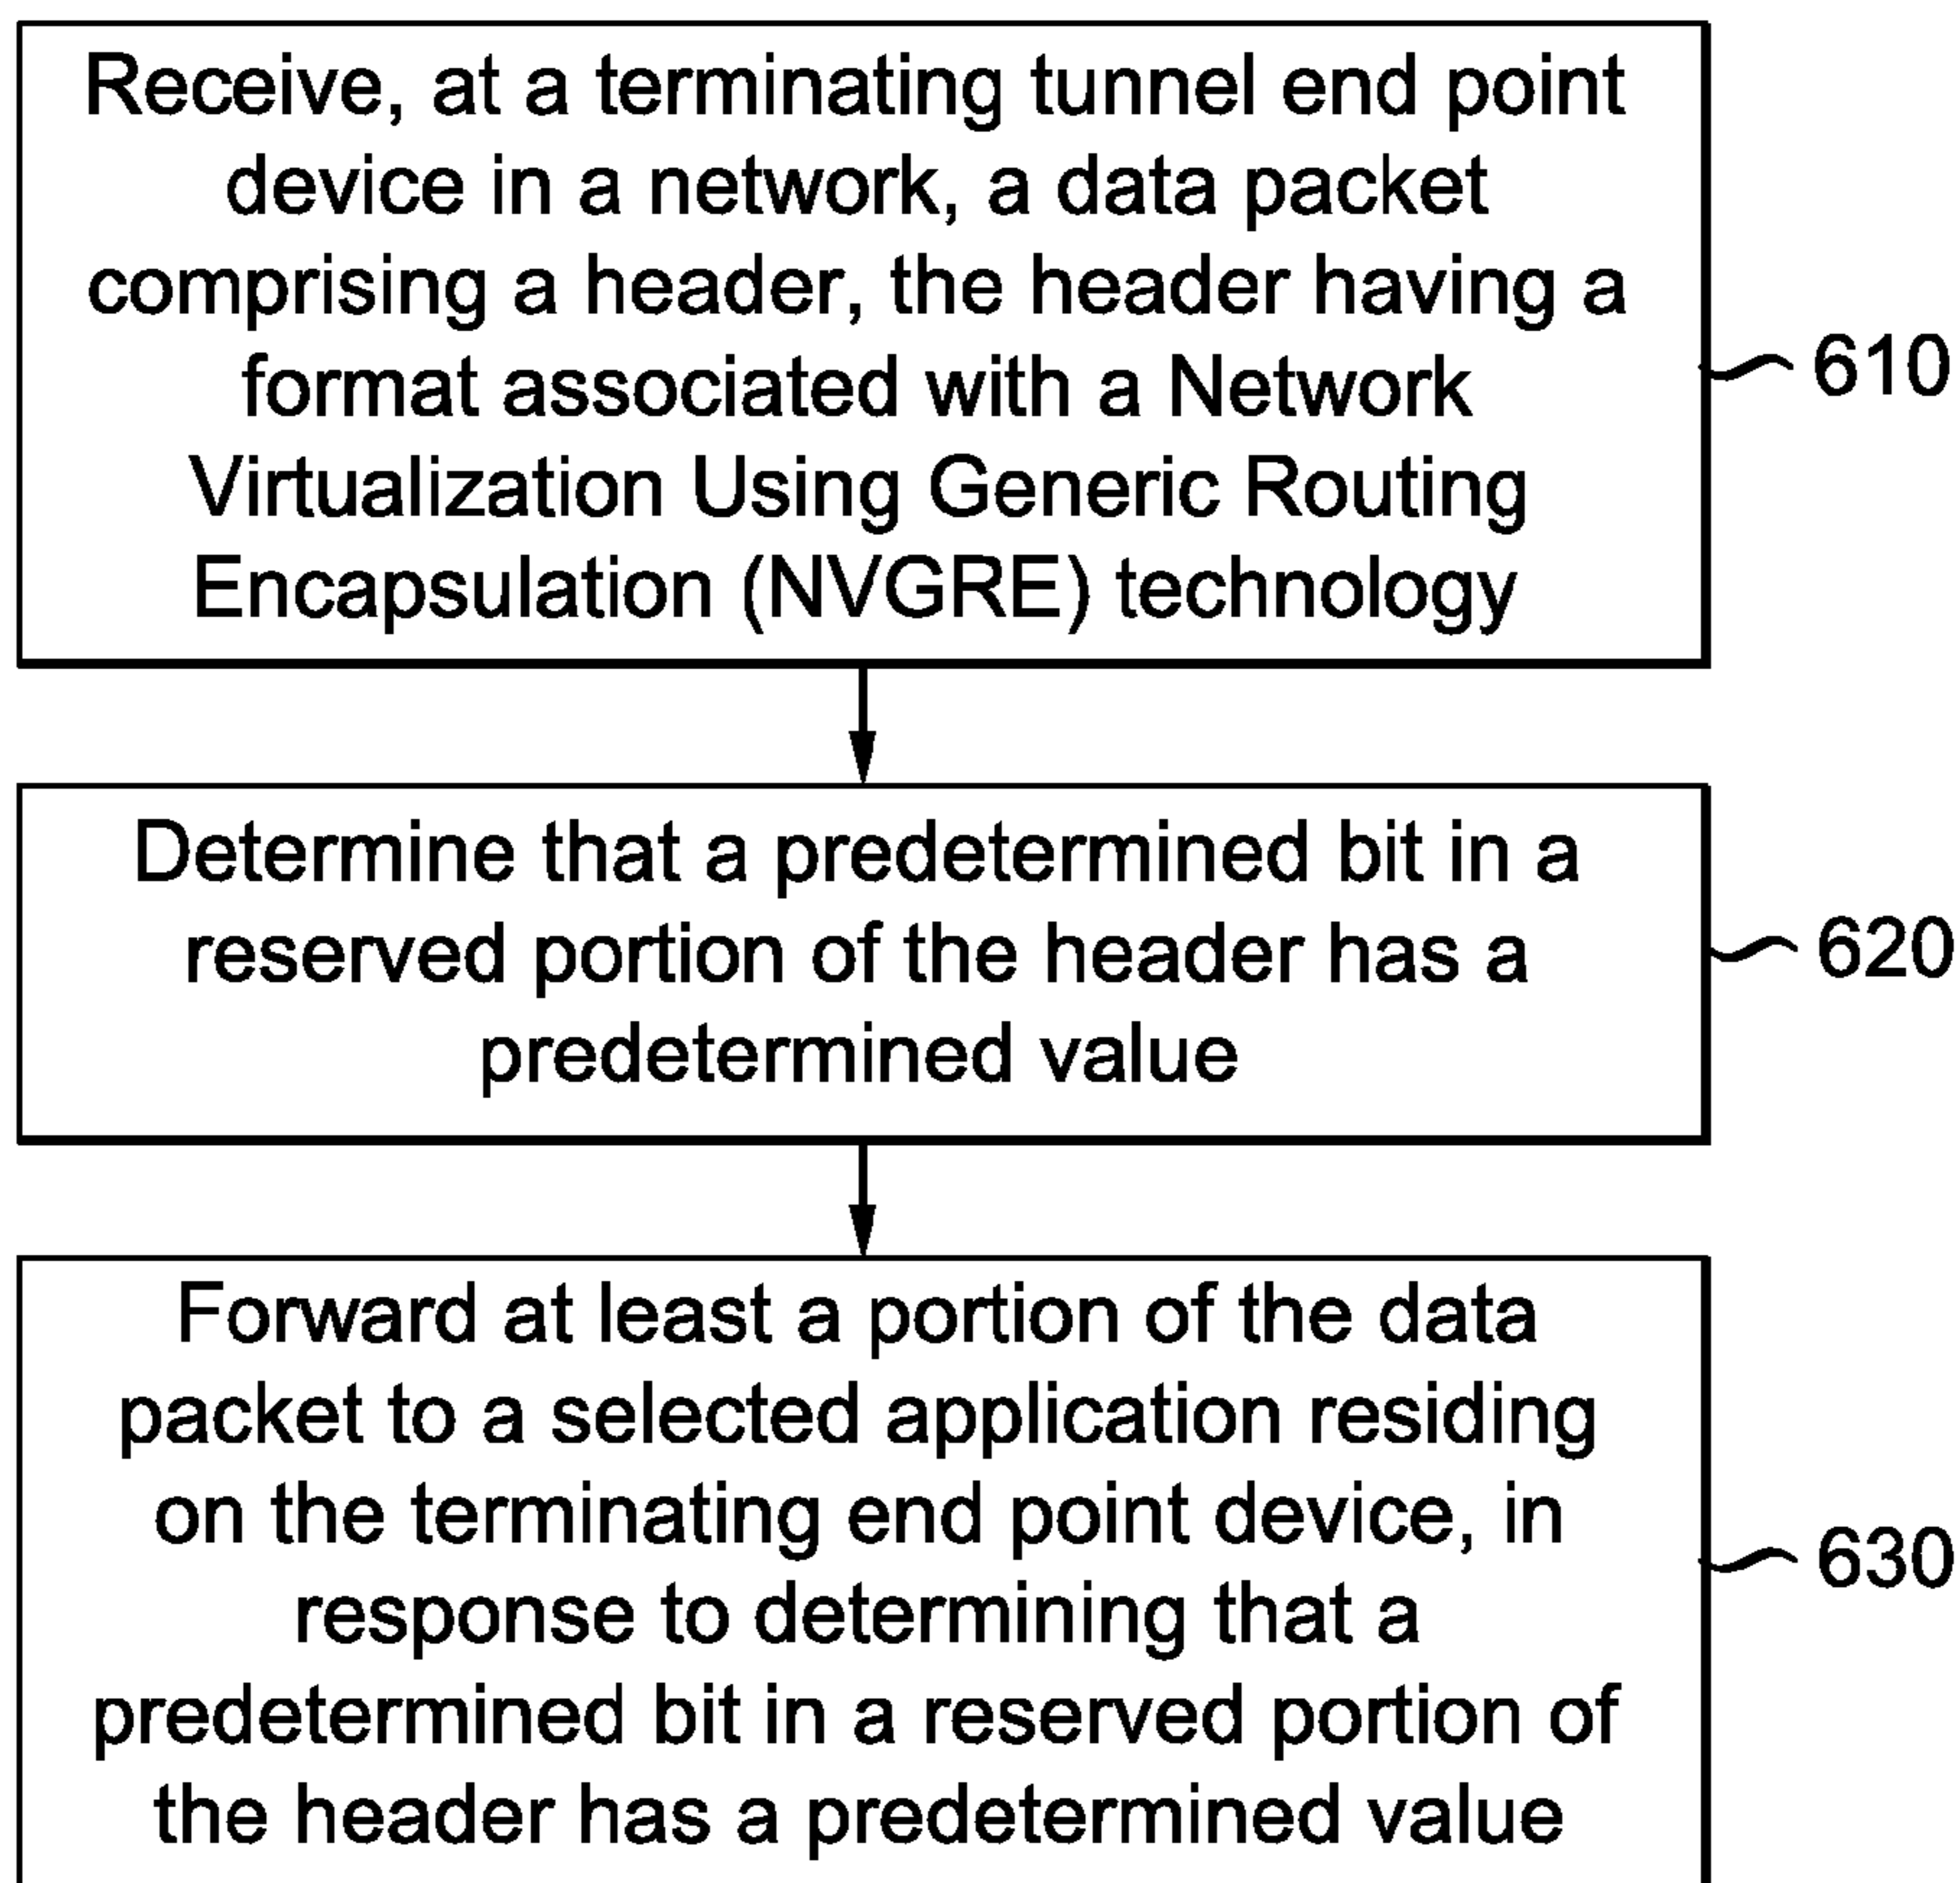 Receive, at a terminating tunnel end point
device in a network, a data packet
comprising a header, the header having a
format associated with a Network
Virtualization Using Generic Routing
Encapsulation (NVGRE) technology
610
Determine that a predetermined bit in a
reserved portion of the header has a
predetermined value
620
Forward at least a portion of the data
packet to a selected application residing
on the terminating end point device, in
response to determining that a
predetermined bit in a reserved portion of
the header has a predetermined value
630